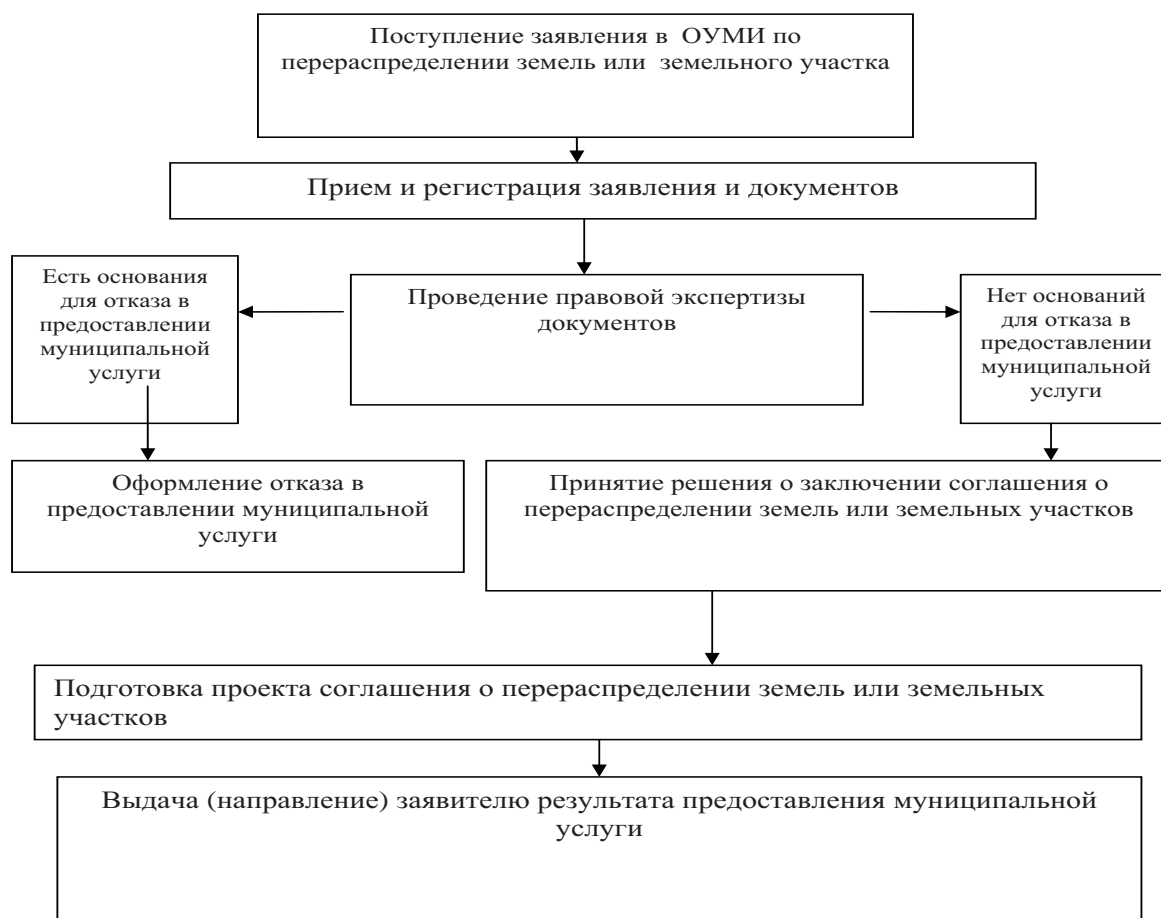 Поступление заявления в ОУМИ по
перераспределении земель или земельного участка
Прием и регистрация заявления и документов
Есть основания
для отказа в
предоставлении
муниципальной
услуги
Проведение правовой экспертизы
документов
Нет оснований
для отказа в
предоставлении
муниципальной
услуги
Оформление отказа в
предоставлении муниципальной
услуги
Принятие решения о заключении соглашения о
перераспределении земель или земельных участков
Подготовка проекта соглашения о перераспределении земель или земельных
участков
Выдача (направление) заявителю результата предоставления муниципальной
услуги